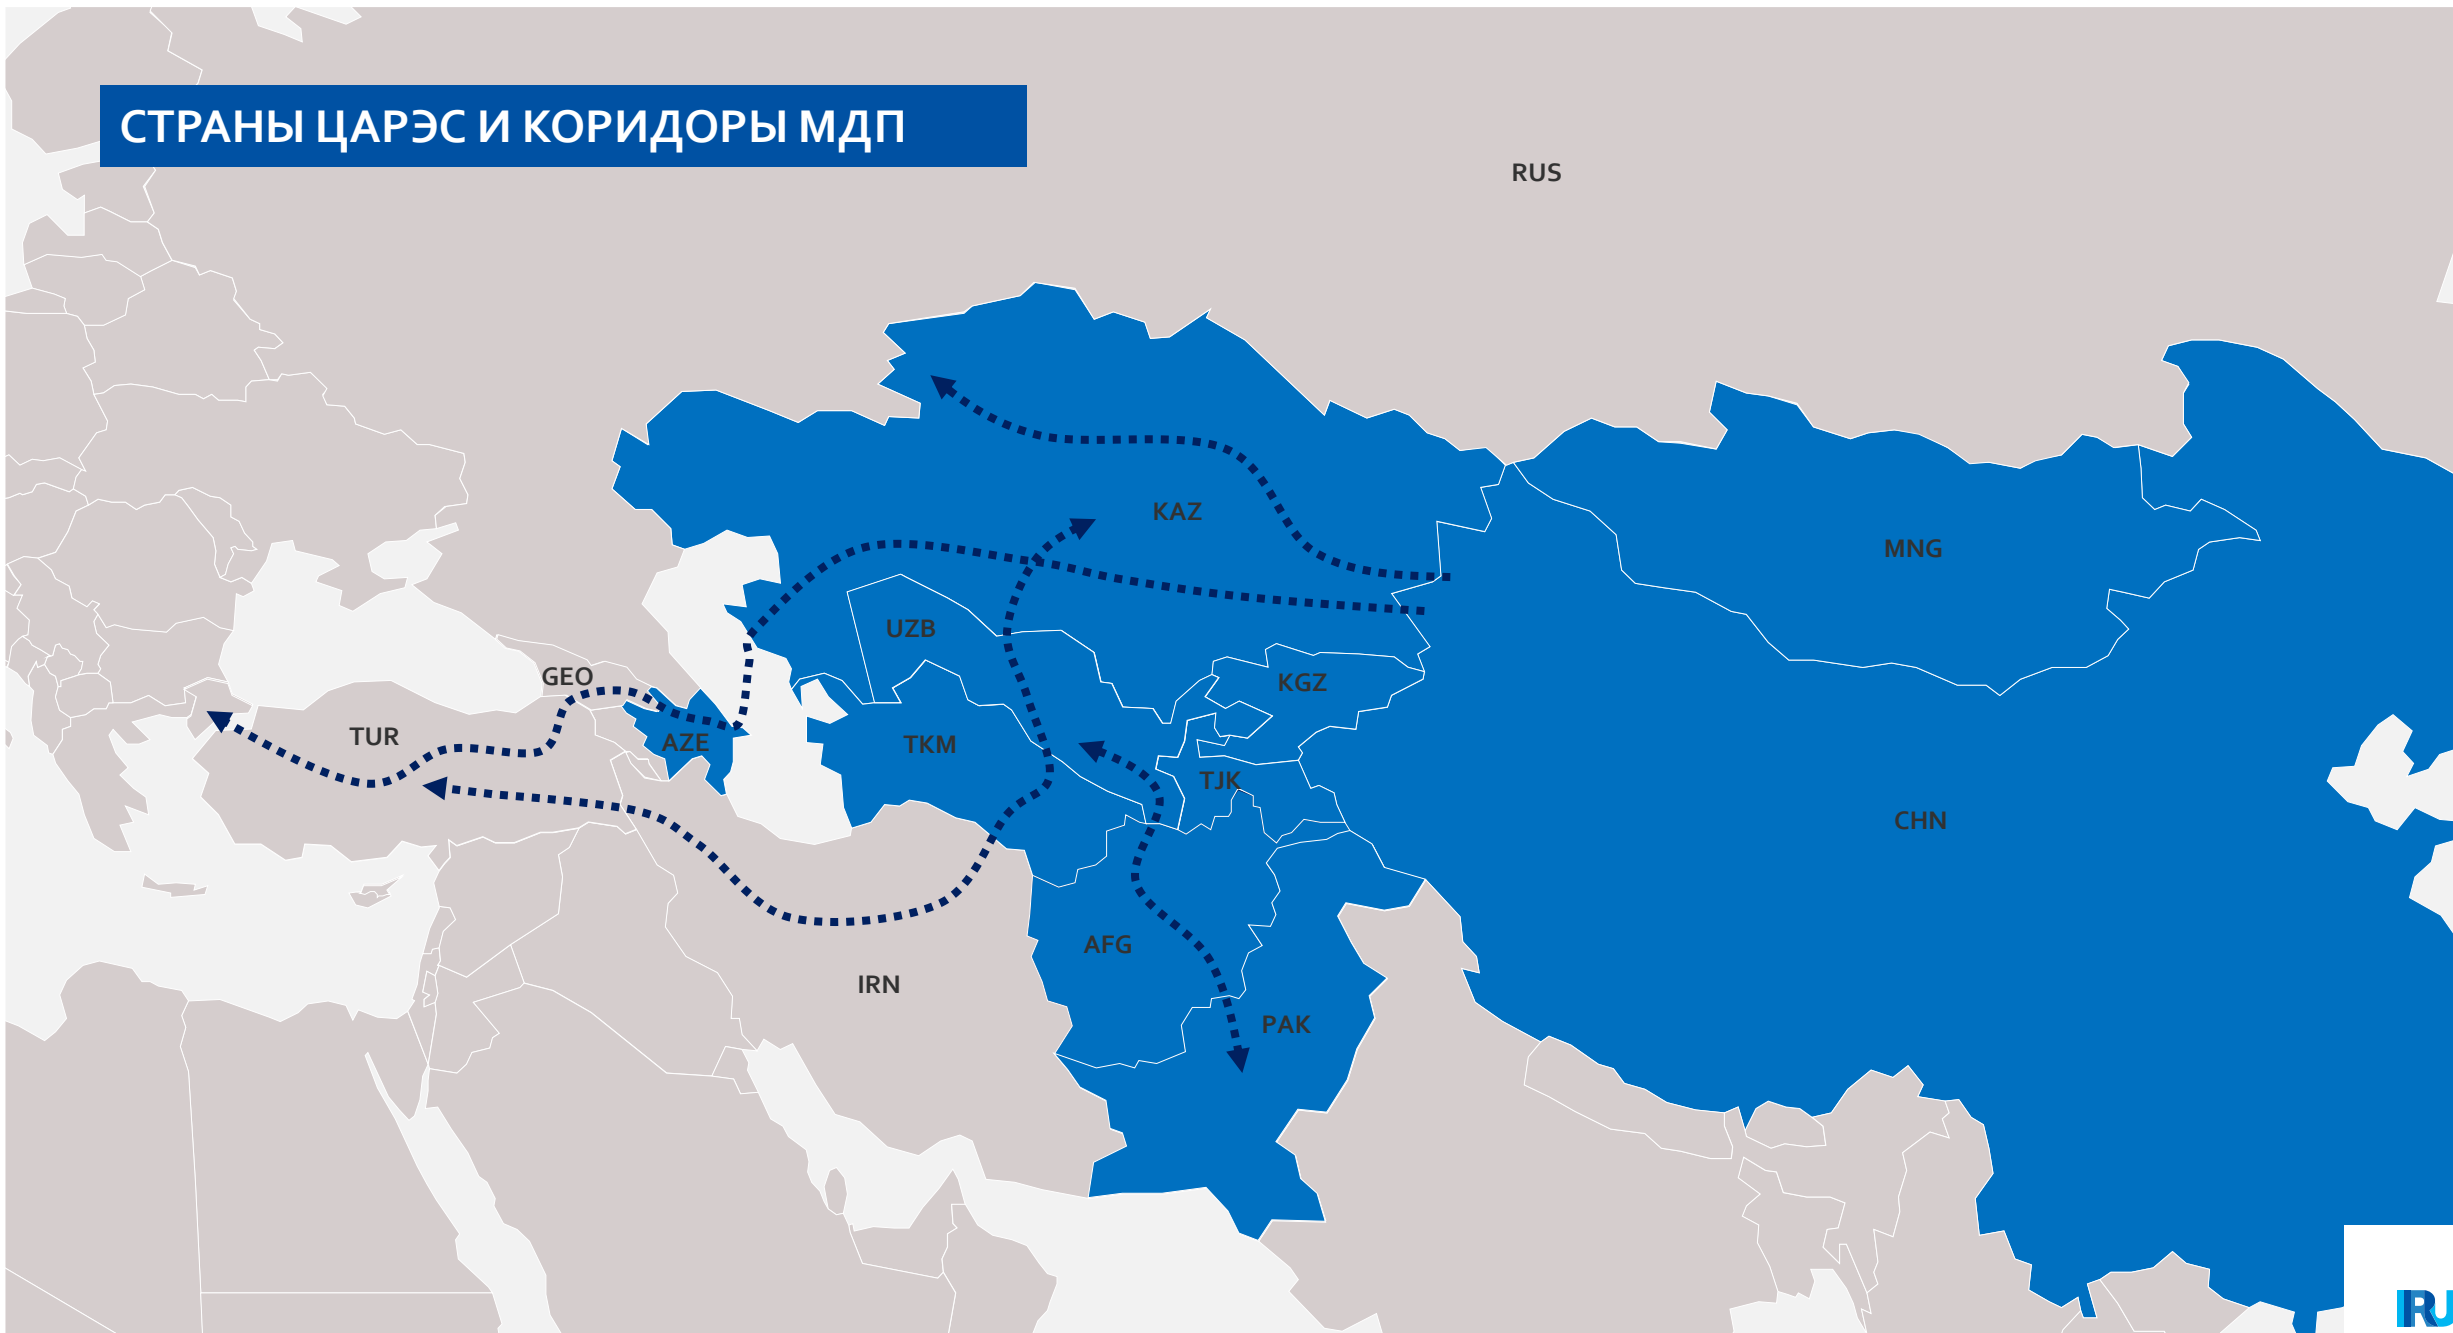 СТРАНЫ ЦАРЭС И КОРИДОРЫ МДП
RUS
KAZ
MNG
UZB
GEO
KGZ
TUR
AZE
TKM
TJK
CHN
AFG
IRN
PAK
IRU